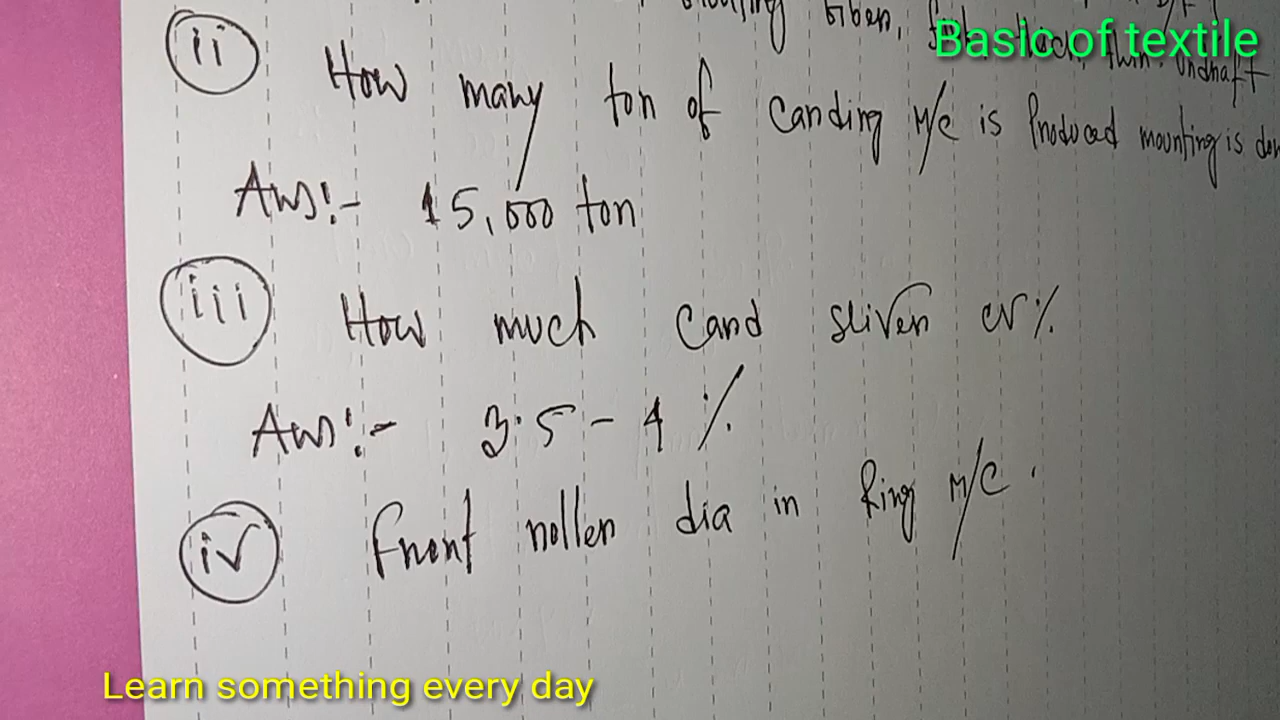 Basic of textile
ii How many ton of carding M/C is Produced mounting is
Ans:- 15,000 ton
iii How much Card sliver cv%
Ans:- 3.5 - 4 %
iv Front roller dia in Ring M/C.
Learn something every day